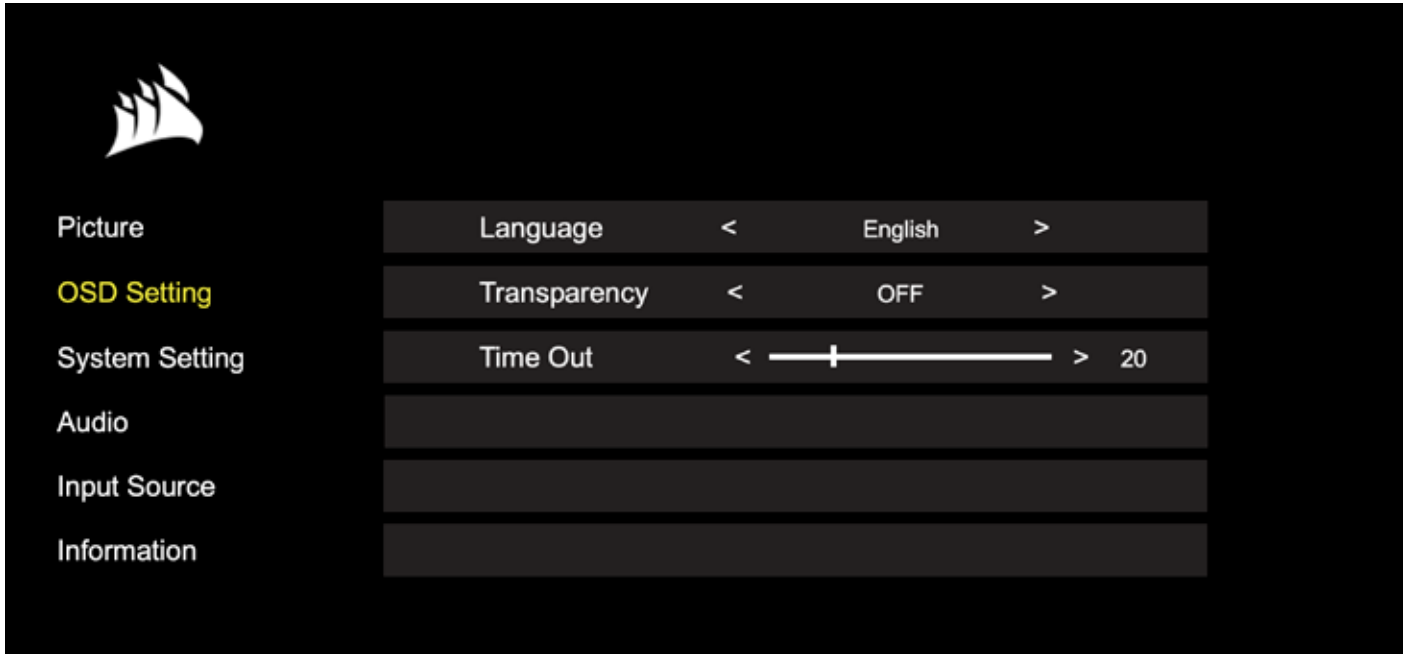 Picture
Language < English >
OSD Setting
Transparency < OFF >
System Setting
Time Out < > 20
Audio
Input Source
Information